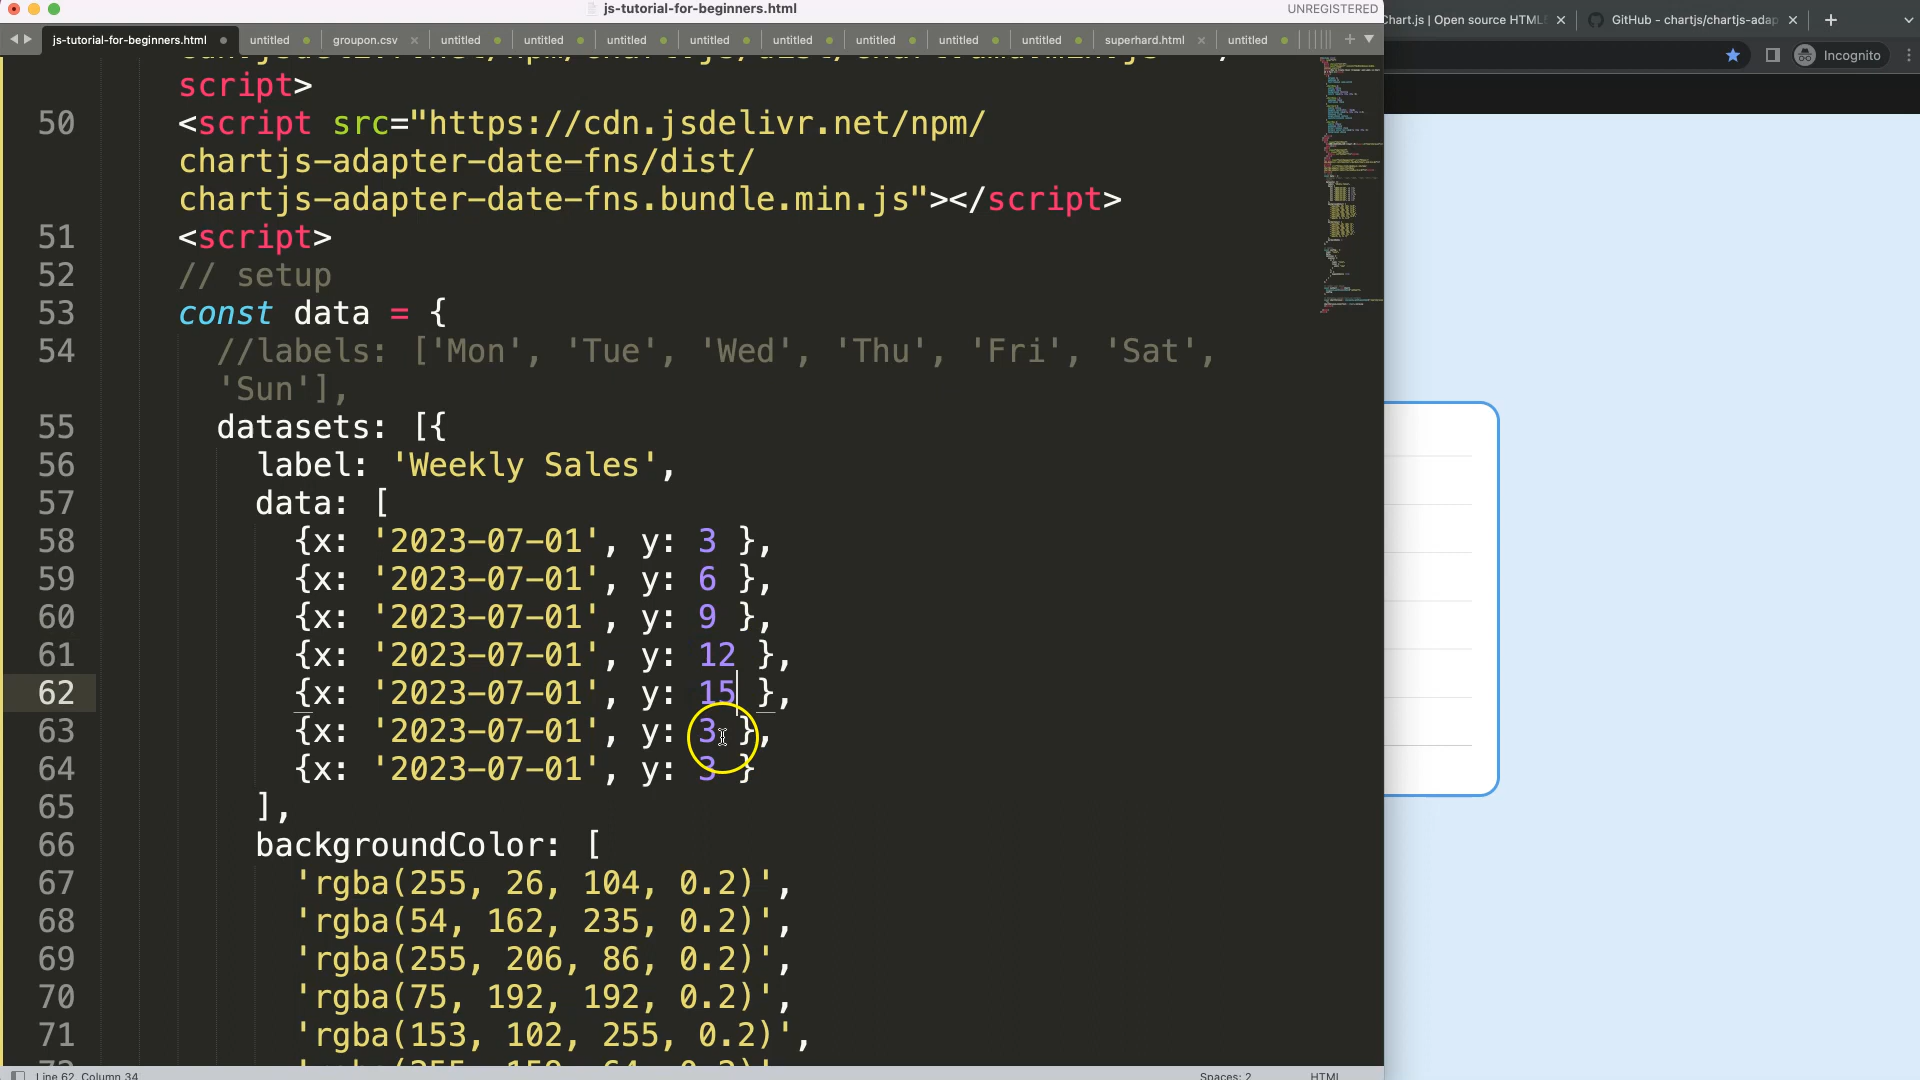 js-tutorial-for-beginners.html
UNREGISTERED
js-tutorial-for-beginners.html untitled groupon.csv untitled untitled untitled untitled untitled untitled untitled untitled superhard.html untitled
Chart.js | Open source HTML5 GitHub - chartjs/chartjs-adap
Incognito
script>
50 <script src="https://cdn.jsdelivr.net/npm/
chartjs-adapter-date-fns/dist/
chartjs-adapter-date-fns.bundle.min.js"></script>
51 <script>
52 // setup
53 const data = {
54 //labels: ['Mon', 'Tue', 'Wed', 'Thu', 'Fri', 'Sat',
'Sun'],
55 datasets: [{
56 label: 'Weekly Sales',
57 data: [
58 {x: '2023-07-01', y: 3 },
59 {x: '2023-07-01', y: 6 },
60 {x: '2023-07-01', y: 9 },
61 {x: '2023-07-01', y: 12 },
62 {x: '2023-07-01', y: 15 },
63 {x: '2023-07-01', y: 3 },
64 {x: '2023-07-01', y: 3 }
65 ],
66 backgroundColor: [
67 'rgba(255, 26, 104, 0.2)',
68 'rgba(54, 162, 235, 0.2)',
69 'rgba(255, 206, 86, 0.2)',
70 'rgba(75, 192, 192, 0.2)',
71 'rgba(153, 102, 255, 0.2)',
Line 62, Column 34
Spaces: 2
HTML